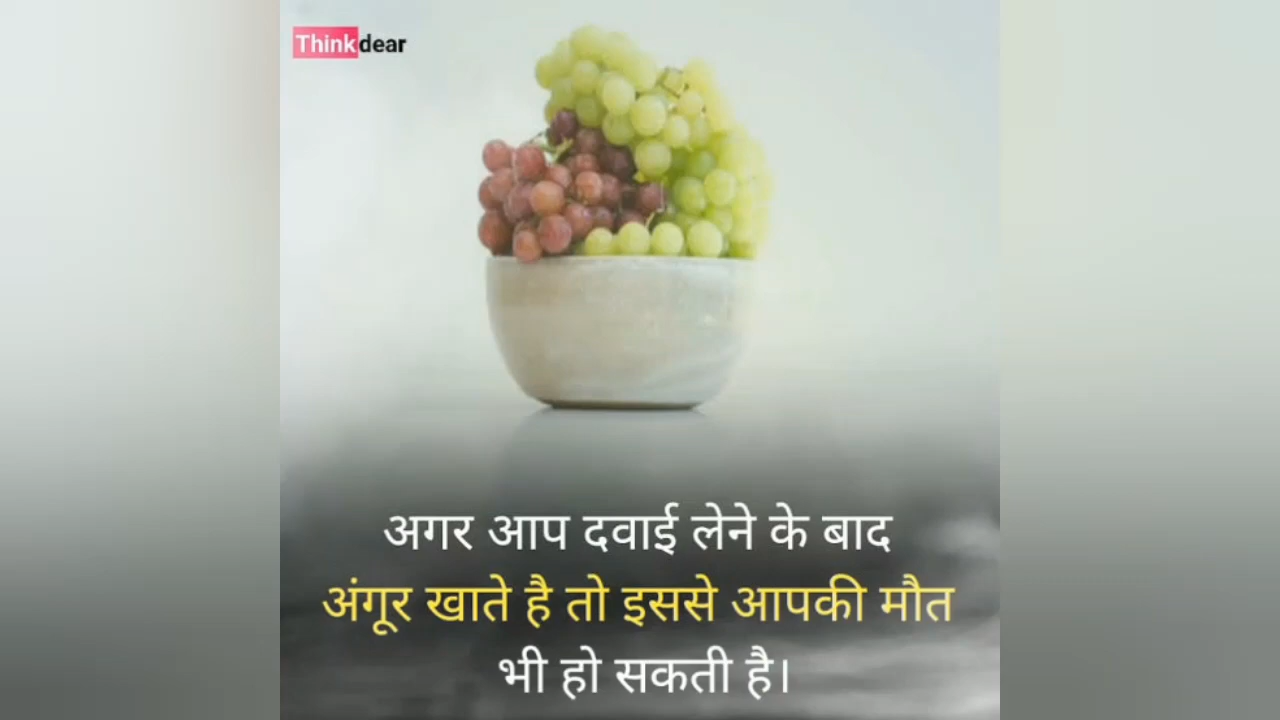 Thinkdear
अगर आप दवाई लेने के बाद
अंगूर खाते है तो इससे आपकी मौत
भी हो सकती है।